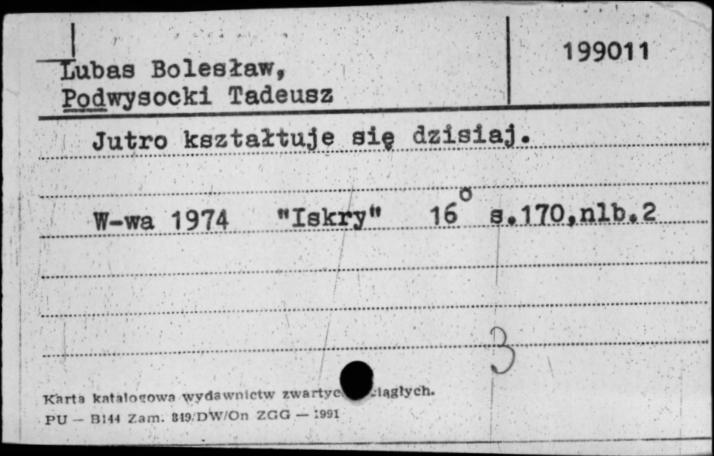 Łubas Bolesław,
199011
Podwysocki Tadeusz
Jutro kształtuje się dzisiaj.
W-wa 1974 "Iskry" 16° s.170,nlb.2
3
Karta katalogowa wydawnictw zwartyc ciągłych.
PU — B144 Zam. 849/DW/On ZGG — 1991